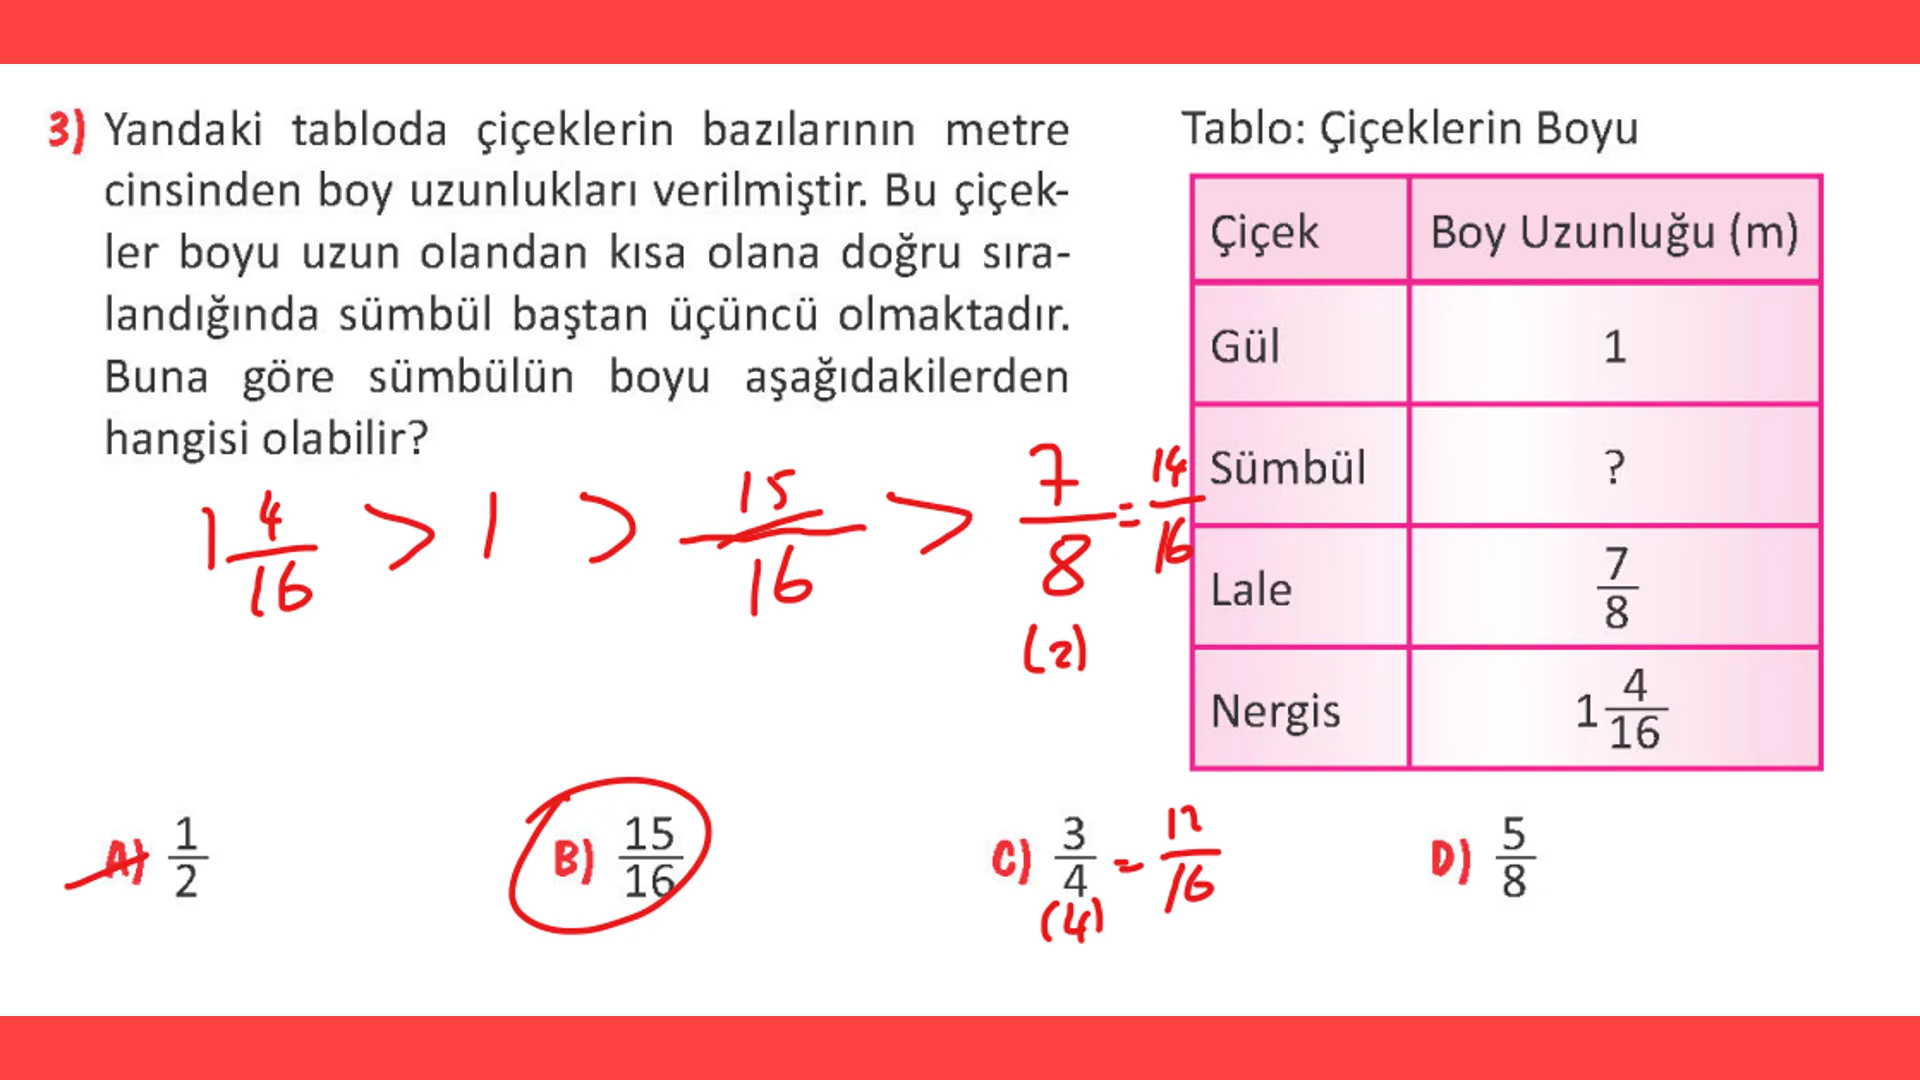 3) Yandaki tabloda çiçeklerin bazılarının metre
cinsinden boy uzunlukları verilmiştir. Bu çiçek-
ler boyu uzun olandan kısa olana doğru sıra-
landığında sümbül baştan üçüncü olmaktadır.
Buna göre sümbülün boyu aşağıdakilerden
hangisi olabilir?
1 4/16 > 1 > 15/16 > 7/8 = 14/16
(2)
Tablo: Çiçeklerin Boyu
Çiçek Boy Uzunluğu (m)
Gül 1
Sümbül ?
Lale 7/8
Nergis 1 4/16
A) 1/2 B) 15/16 C) 3/4 = 12/16 D) 5/8
(4)